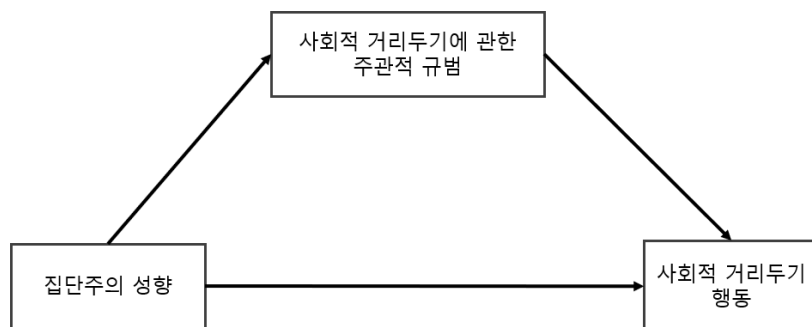 사회적 거리두기에 관한
주관적 규범
집단주의 성향
사회적 거리두기
행동